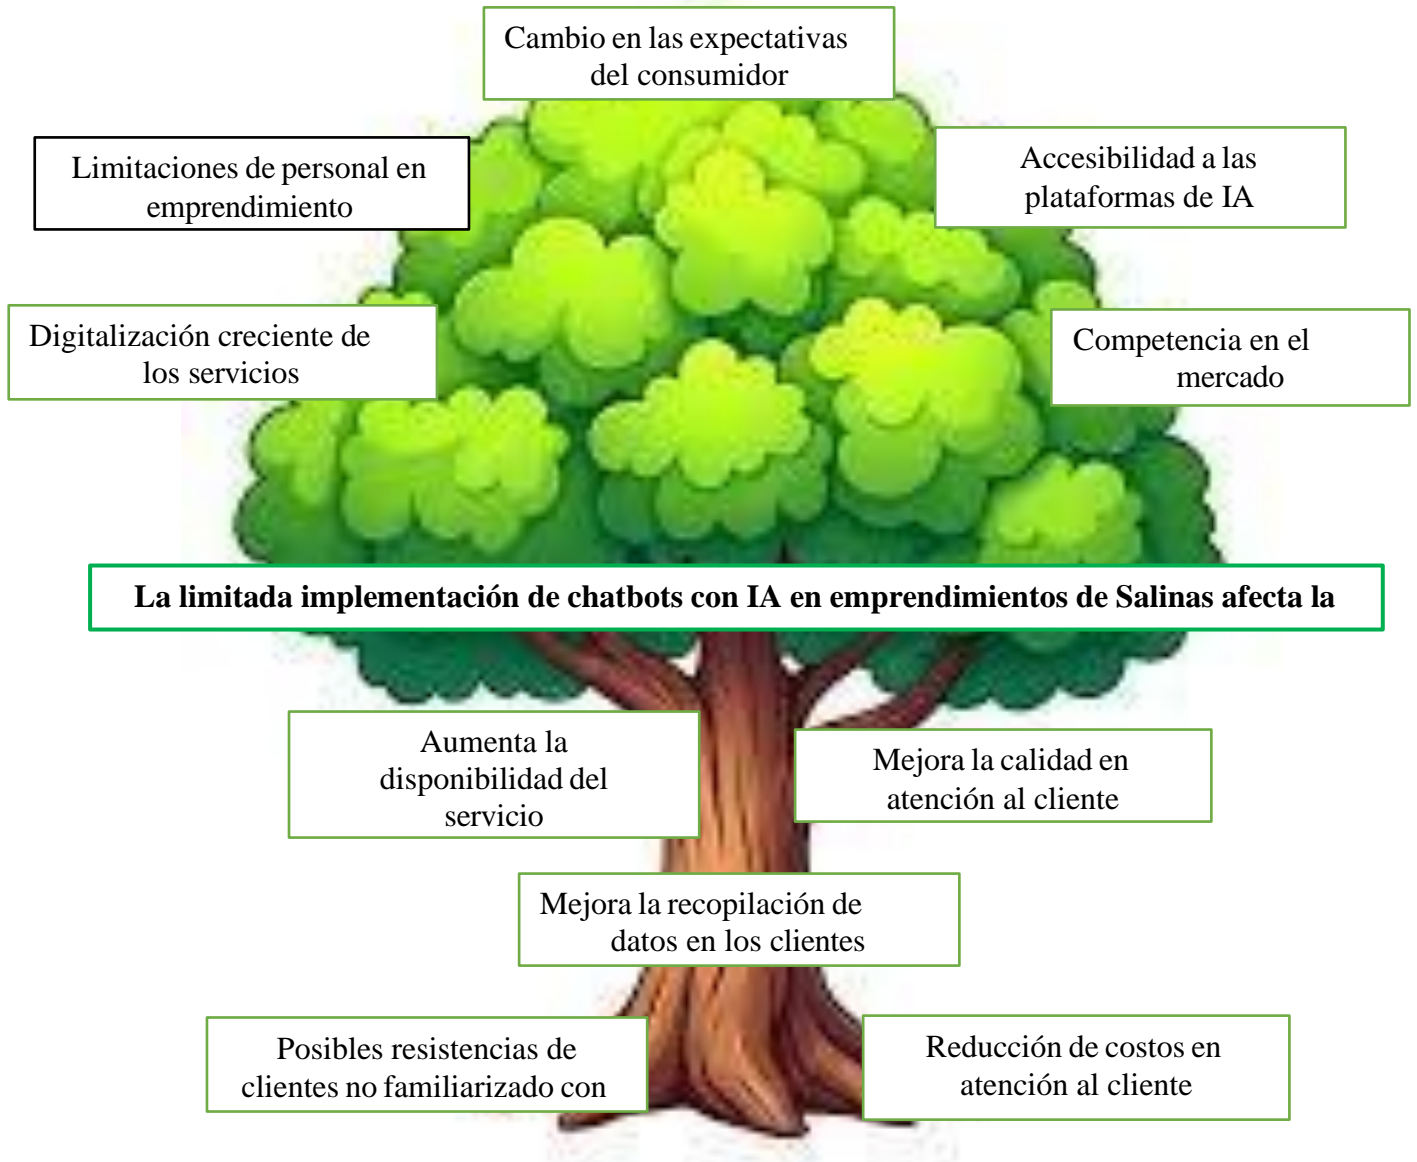 Cambio en las expectativas
del consumidor
Limitaciones de personal en
emprendimiento
Accesibilidad a las
plataformas de IA
Digitalización creciente de
los servicios
Competencia en el
mercado
La limitada implementación de chatbots con IA en emprendimientos de Salinas afecta la
Aumenta la
disponibilidad del
servicio
Mejora la calidad en
atención al cliente
Mejora la recopilación de
datos en los clientes
Posibles resistencias de
clientes no familiarizado con
Reducción de costos en
atención al cliente